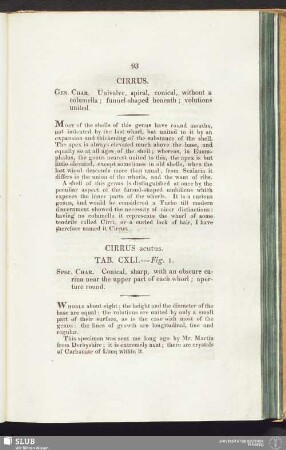 93
CIRRUS.
Gen. Char. Univalve, spiral, conical, without a
columella; funnel-shaped beneath; volutions
united.
Most of the shells of this genus have round mouths,
not indented by the last whorl, but united to it by an
expansion and thickening of the substance of the shell.
The apex is always elevated much above the base, and
equally so at all ages of the shell; whereas, in Euom-
phalus, the genus nearest united to this, the apex is but
little elevated, except sometimes in old shells, when the
last whorl descends more than usual; from Scalaria it
differs in the union of the whorls, and the want of ribs.
A shell of this genus is distinguished at once by the
peculiar aspect of the funnel-shaped umbilicus which
exposes the inner parts of the whorls. It is a curious
genus, and would be considered a Turbo till modern
discernment shewed the necessity of nicer distinctions:
having no columella it represents the whorl of some
tendrils called Cirri, or a curled lock of hair, I have
therefore named it Cirrus.
CIRRUS acutus.
TAB. CXLI.—Fig. 1.
Spec. Char. Conical, sharp, with an obscure ca-
rina near the upper part of each whorl; aper-
ture round.
Whorls about eight; the height and the diameter of the
base are equal; the volutions are united by only a small
part of their surface, as is the case with most of the
genus: the lines of growth are longitudinal, fine and
regular.
This specimen was sent me long ago by Mr. Martin
from Derbyshire: it is extremely neat; there are crystals
of Carbonate of Lime within it.
SLUB